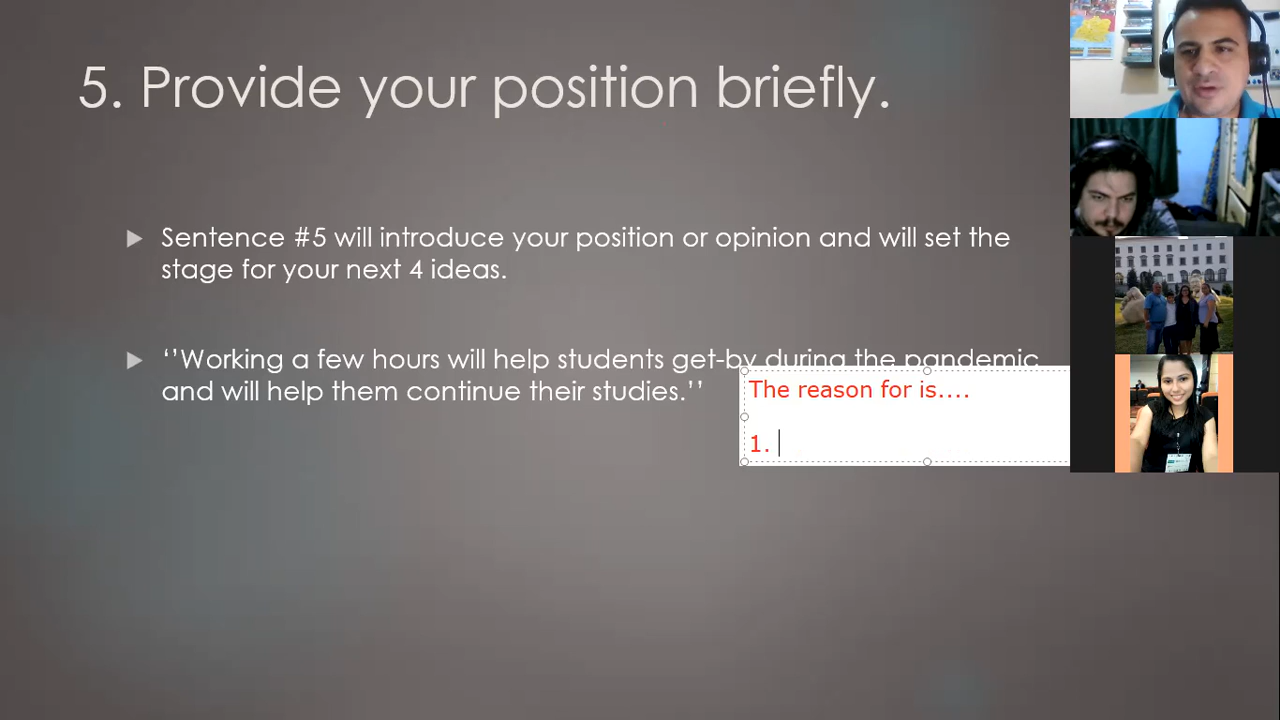 5. Provide your position briefly.
Sentence #5 will introduce your position or opinion and will set the
stage for your next 4 ideas.
‘’Working a few hours will help students get-by during the pandemic
and will help them continue their studies.’’
The reason for is....
1.